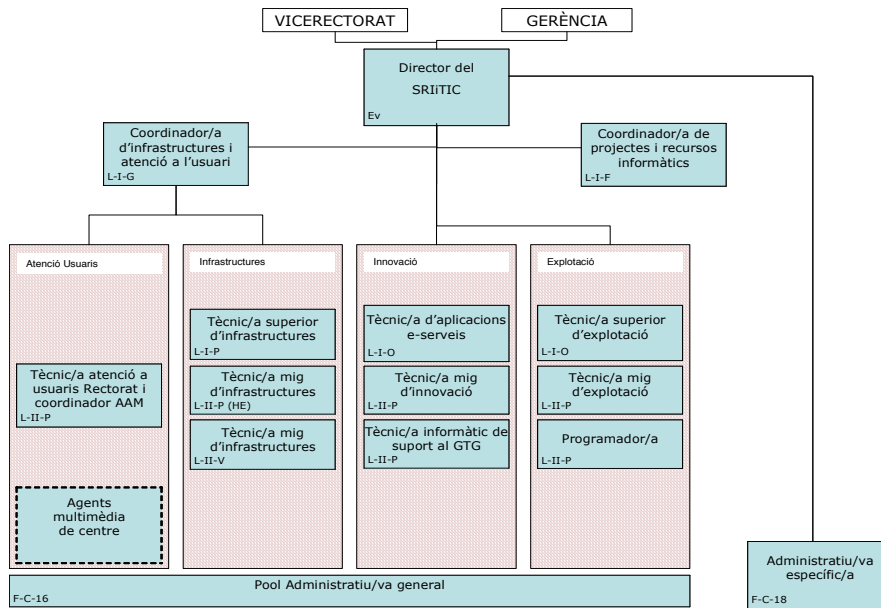 VICERECTORAT
GERÈNCIA
Director del
SRIiTIC
Ev
Coordinador/a
d'infrastructures i
atenció a l'usuari
L-I-G
Coordinador/a de
projectes i recursos
informàtics
L-I-F
Atenció Usuaris
Tècnic/a atenció a
usuaris Rectorat i
coordinador AAM
L-II-P
Agents
multimèdia
de centre
Infrastructures
Tècnic/a superior
d'infrastructures
L-I-P
Tècnic/a mig
d'infrastructures
L-II-P (HE)
Tècnic/a mig
d'infrastructures
L-II-V
Innovació
Tècnic/a d'aplicacions
e-serveis
L-I-O
Tècnic/a mig
d'innovació
L-II-P
Tècnic/a informàtic de
suport al GTG
L-II-P
Explotació
Tècnic/a superior
d'explotació
L-I-O
Tècnic/a mig
d'explotació
L-II-P
Programador/a
L-II-P
Pool Administratiu/va general
F-C-16
Administratiu/va
específic/a
F-C-18